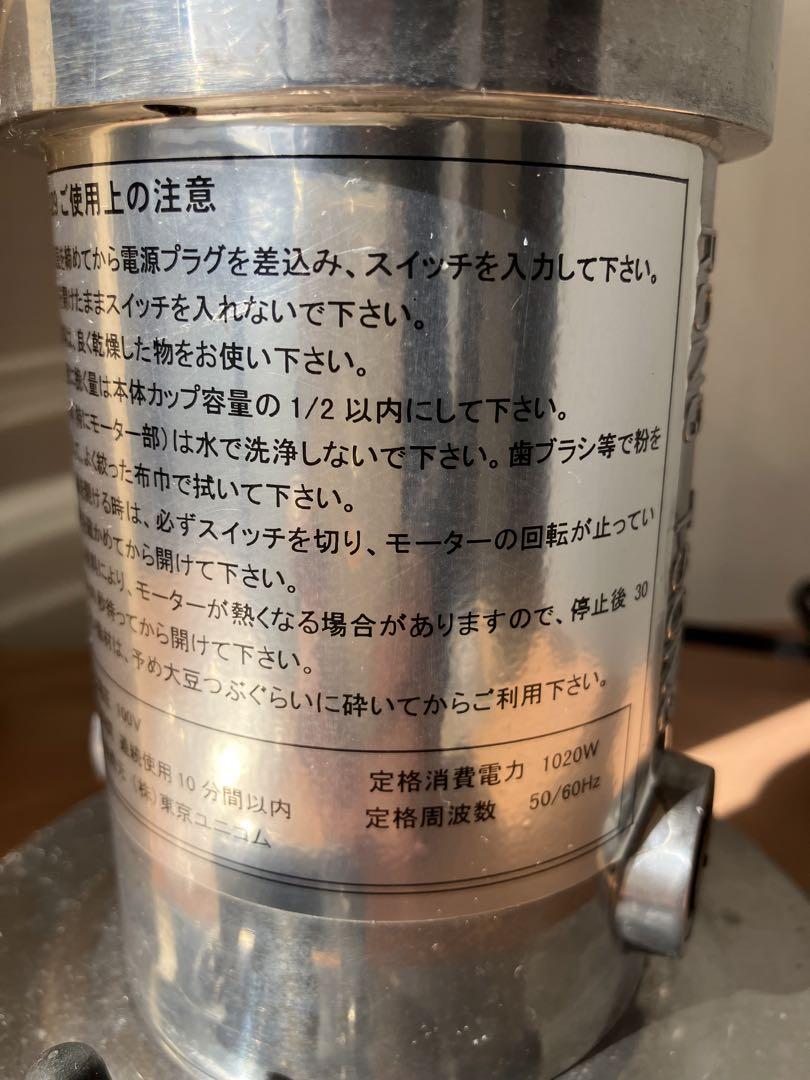 ご使用上の注意
締めてから電源プラグを差込み、スイッチを入力して下さい。
開けたままスイッチを入れないで下さい。
良く乾燥した物をお使い下さい。
挽く量は本体カップ容量の 1/2 以内にして下さい。
にモーター部)は水で洗浄しないで下さい。歯ブラシ等で粉を
よく絞った布巾で拭いて下さい。
開ける時は、必ずスイッチを切り、モーターの回転が止ってい
かめてから開けて下さい。
により、モーターが熱くなる場合がありますので、停止後 30
秒待ってから開けて下さい。
素材は、予め大豆つぶぐらいに砕いてからご利用下さい。
100V
定格消費電力 1020W
連続使用 10 分間以内
定格周波数 50/60Hz
(株)東京ユニコム
RONG TSONG